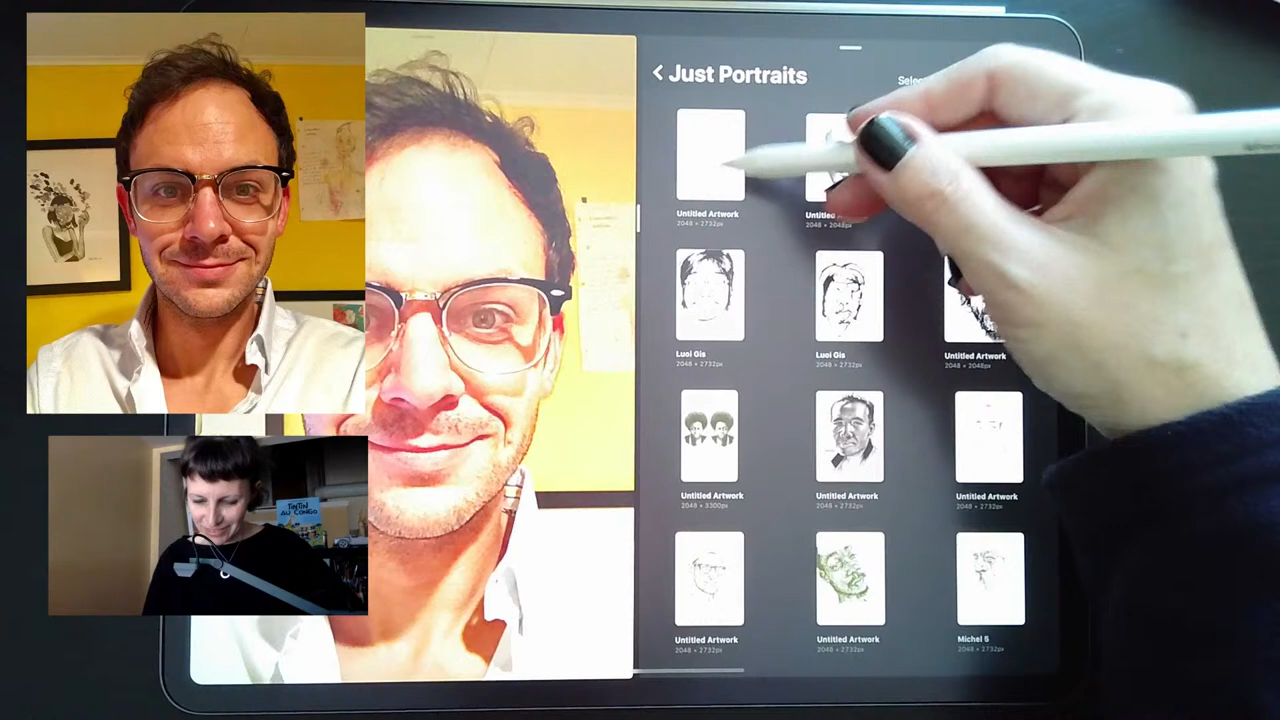 < Just Portraits
Untitled Artwork
2048 × 2732px
2048 × 2048px
Luoi Gis
2048 × 2732px
Luoi Gis
2048 × 2732px
Untitled Artwork
2048 × 2048px
Untitled Artwork
2048 × 3300px
Untitled Artwork
2048 × 2732px
Untitled Artwork
2048 × 2732px
Untitled Artwork
2048 × 2732px
Untitled Artwork
2048 × 2732px
Michel 5
2048 × 2732px
TINTIN
AU CONGO